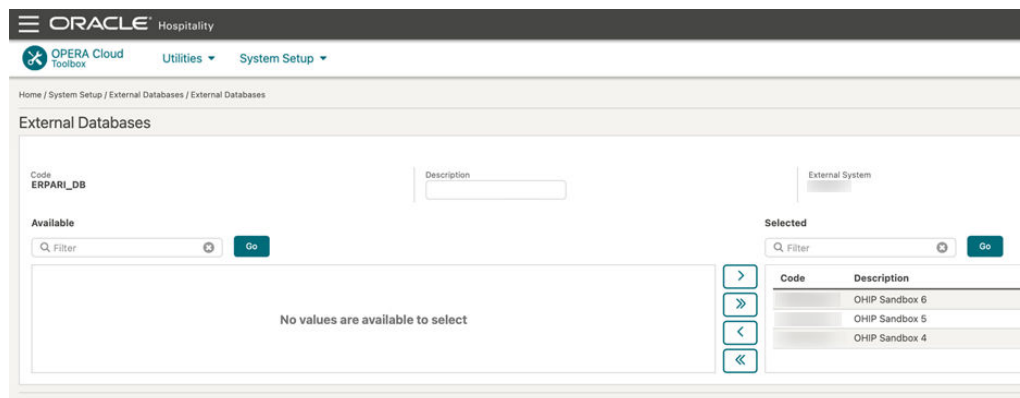 ORACLE Hospitality
OPERA Cloud Toolbox Utilities System Setup
Home / System Setup / External Databases / External Databases
External Databases
Code Description External System
ERPARI_DB
Available Selected
Filter Go Filter Go
Code Description
OHIP Sandbox 6
OHIP Sandbox 5
OHIP Sandbox 4
No values are available to select